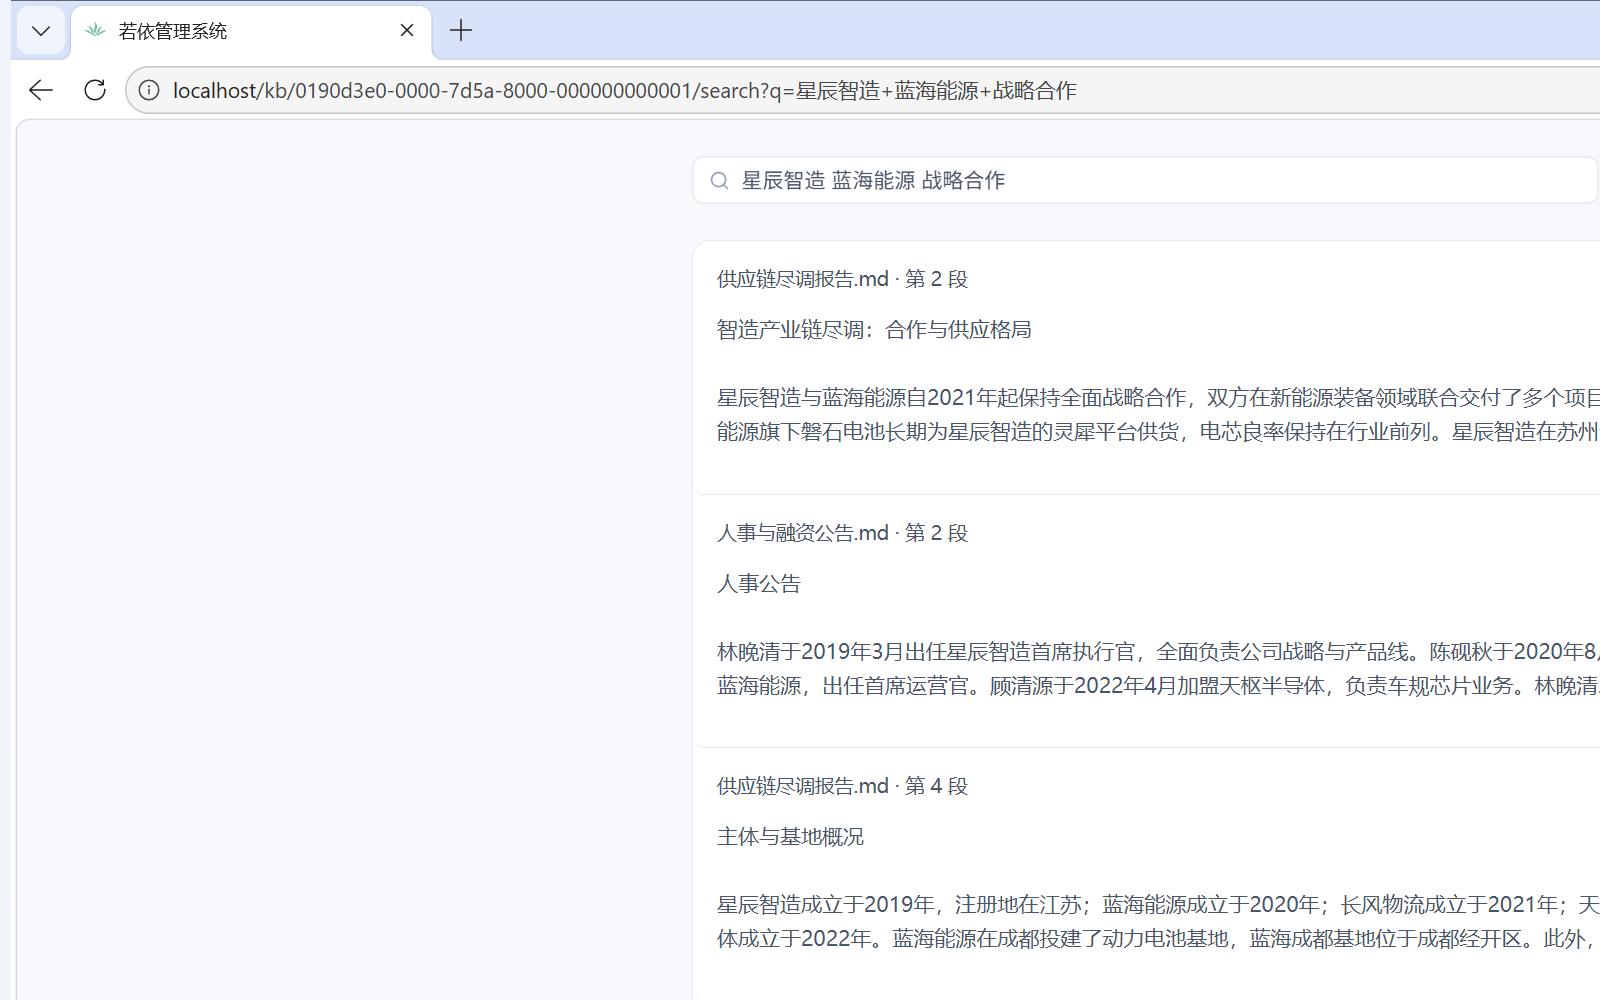 若依管理系统
localhost/kb/0190d3e0-0000-7d5a-8000-000000000001/search?q=星辰智造+蓝海能源+战略合作
星辰智造 蓝海能源 战略合作
供应链尽调报告.md · 第 2 段
智造产业链尽调：合作与供应格局
星辰智造与蓝海能源自2021年起保持全面战略合作，双方在新能源装备领域联合交付了多个项目
能源旗下磐石电池长期为星辰智造的灵犀平台供货，电芯良率保持在行业前列。星辰智造在苏州
人事与融资公告.md · 第 2 段
人事公告
林晚清于2019年3月出任星辰智造首席执行官，全面负责公司战略与产品线。陈砚秋于2020年8
蓝海能源，出任首席运营官。顾清源于2022年4月加盟天枢半导体，负责车规芯片业务。林晚清
供应链尽调报告.md · 第 4 段
主体与基地概况
星辰智造成立于2019年，注册地在江苏；蓝海能源成立于2020年；长风物流成立于2021年；天
体成立于2022年。蓝海能源在成都投建了动力电池基地，蓝海成都基地位于成都经开区。此外，